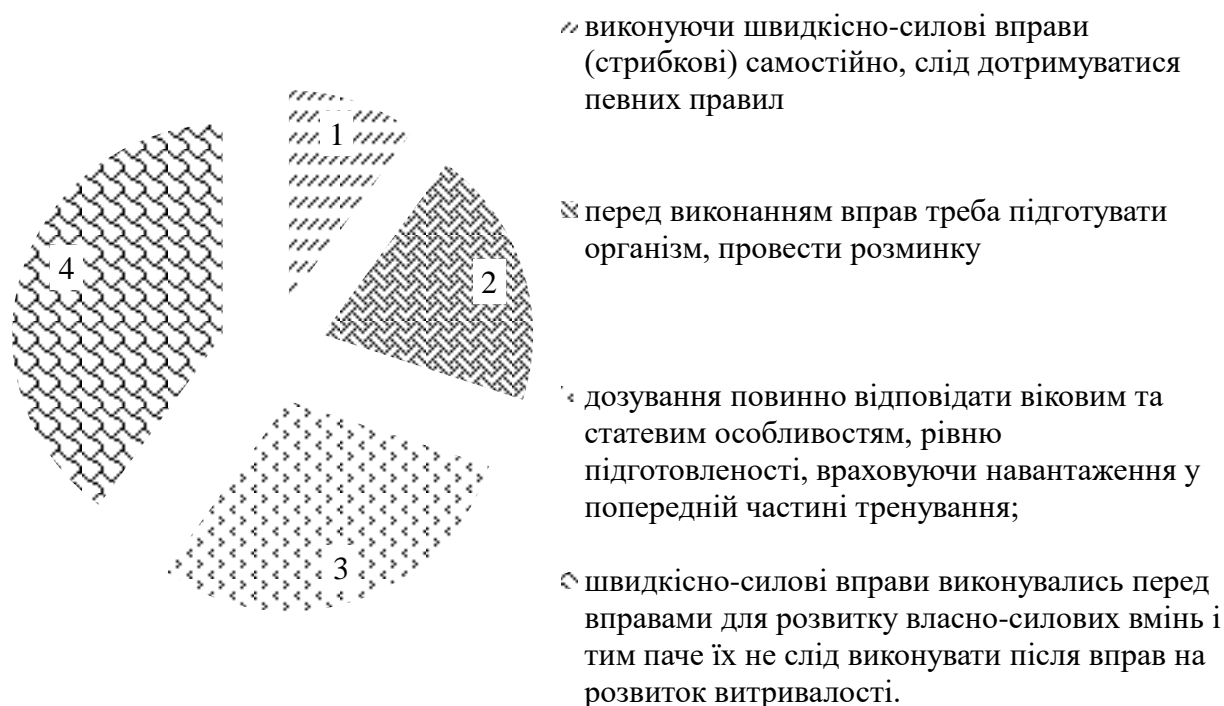 виконуючи швидкісно-силові вправи
(стрибкові) самостійно, слід дотримуватися
певних правил
1
перед виконанням вправ треба підготувати
організм, провести розминку
4
2
дозування повинно відповідати віковим та
статевим особливостям, рівню
підготовленості, враховуючи навантаження у
попередній частині тренування;
3
швидкісно-силові вправи виконувались перед
вправами для розвитку власно-силових вмінь і
тим паче їх не слід виконувати після вправ на
розвиток витривалості.